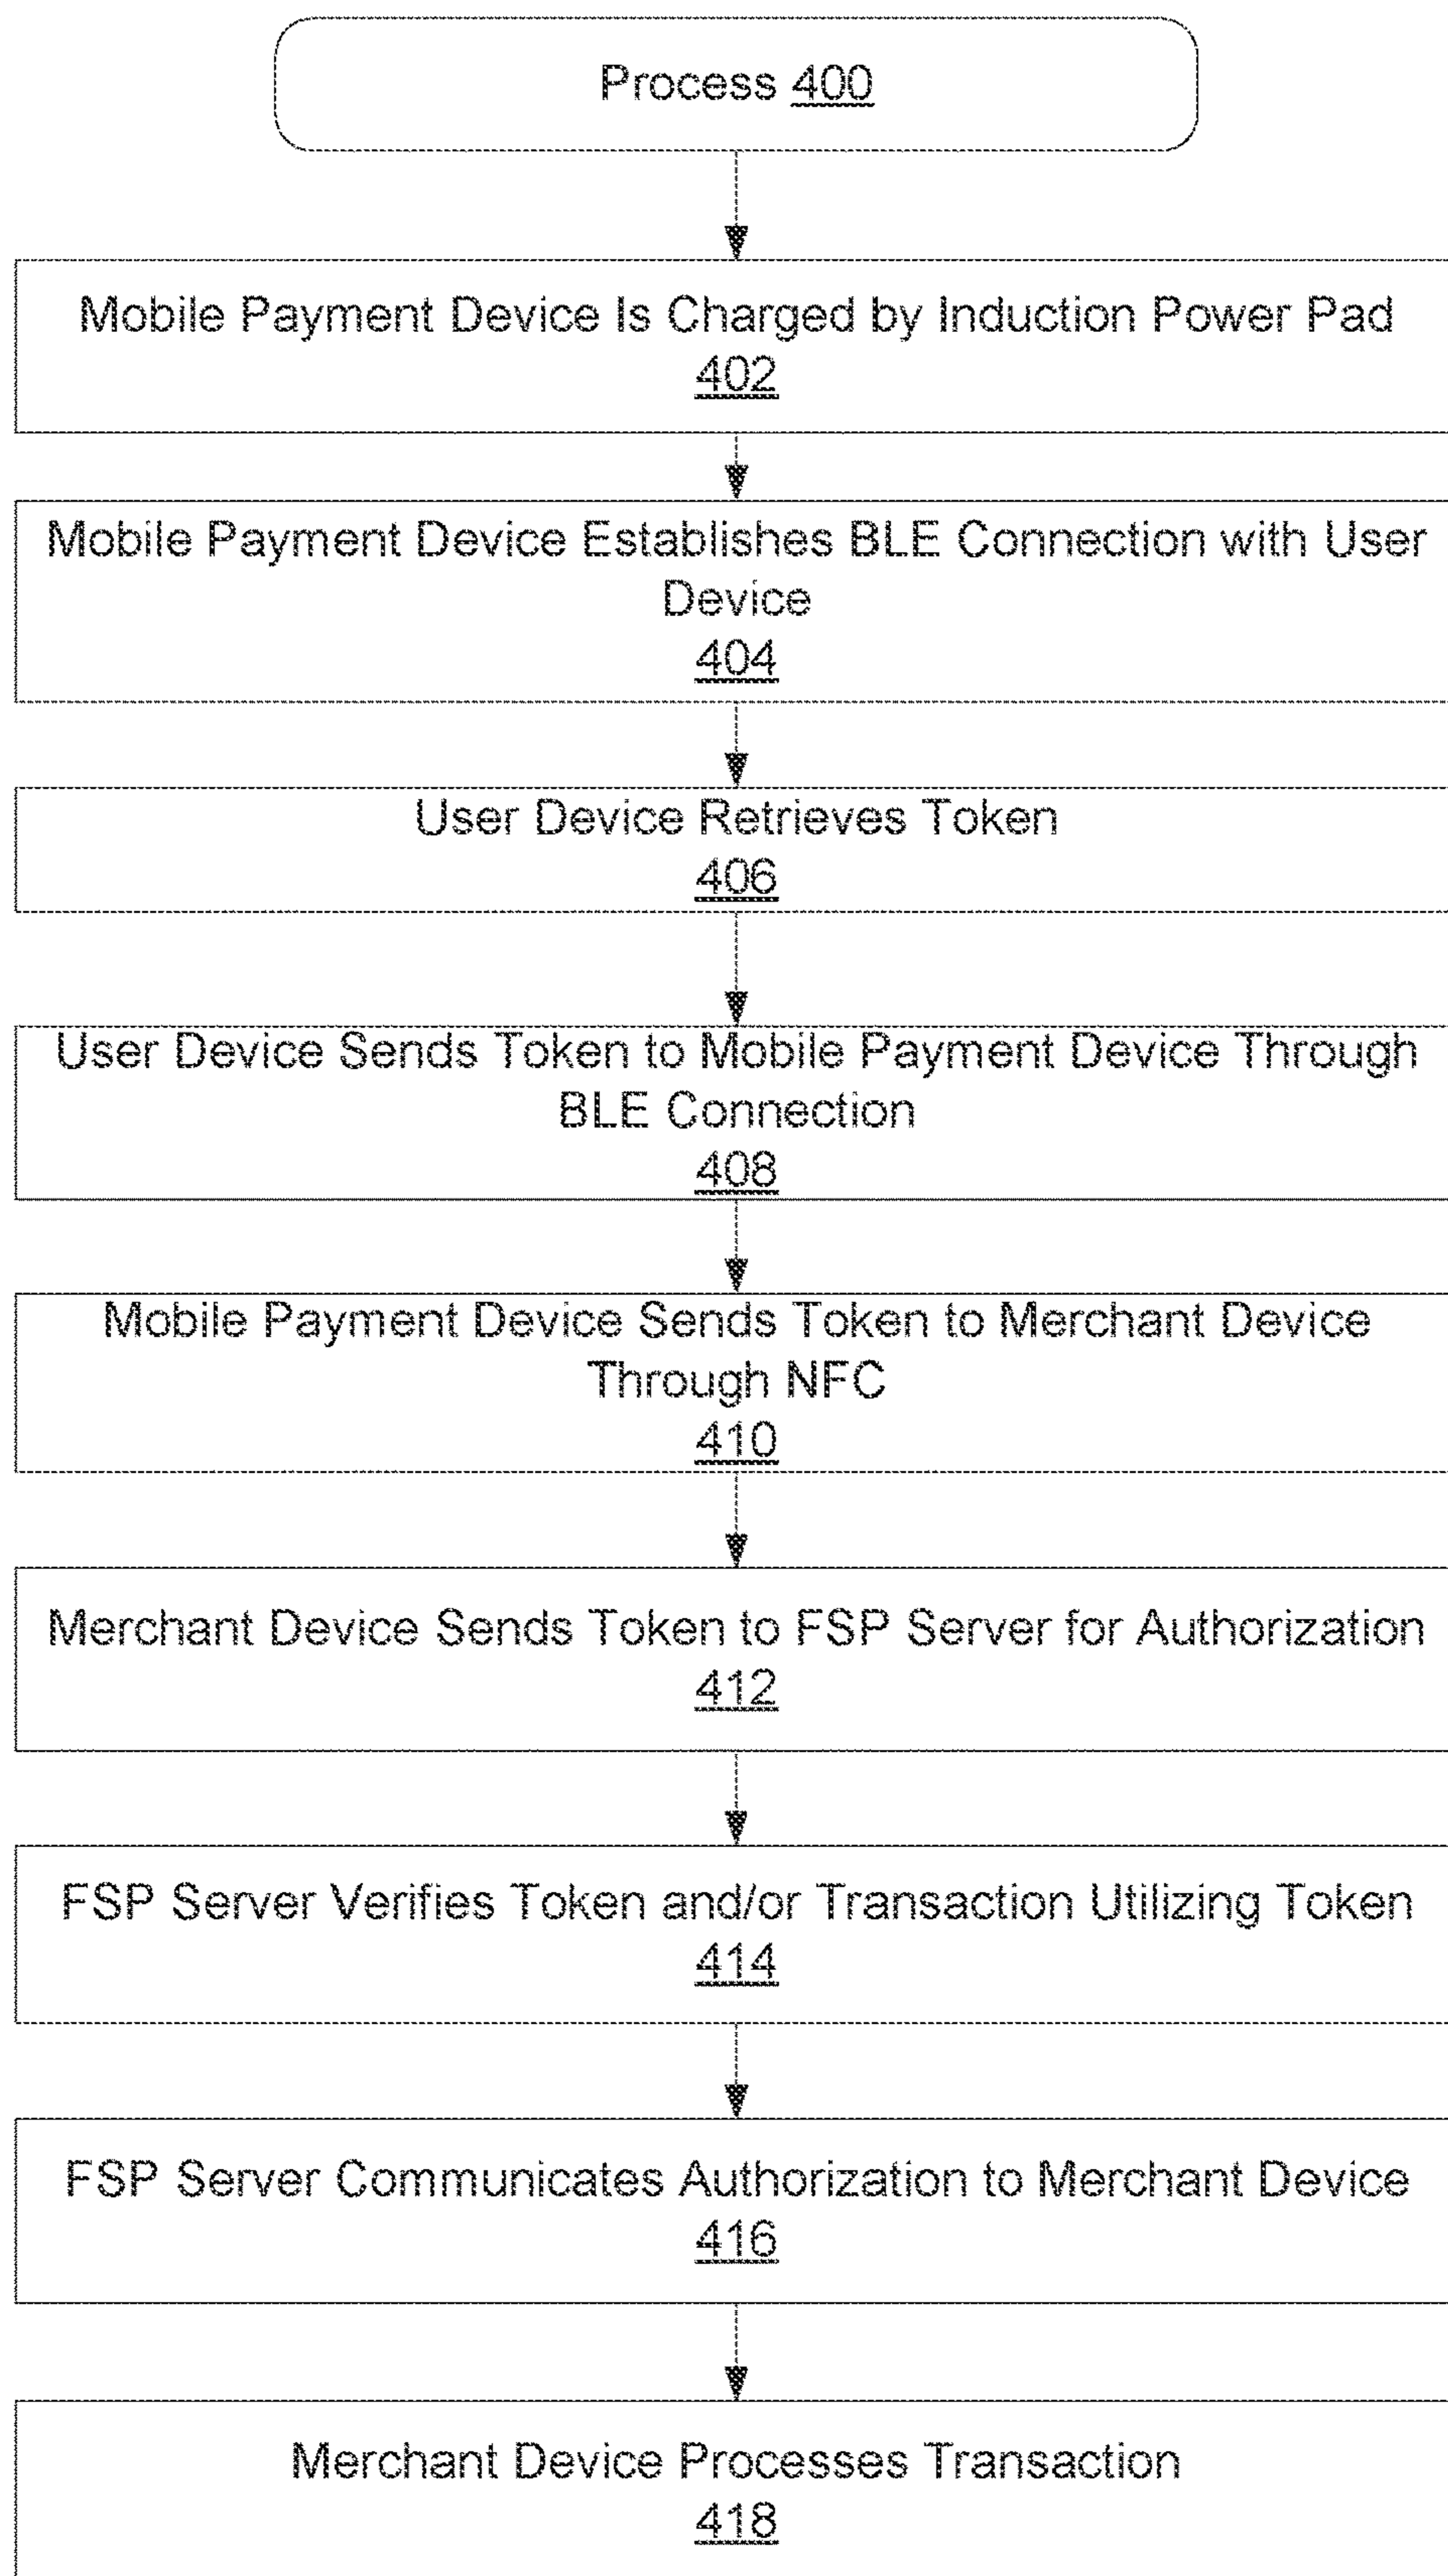 Process 400
Mobile Payment Device Is Charged by Induction Power Pad
402
Mobile Payment Device Establishes BLE Connection with User
Device
404
User Device Retrieves Token
406
User Device Sends Token to Mobile Payment Device Through
BLE Connection
408
Mobile Payment Device Sends Token to Merchant Device
Through NFC
410
Merchant Device Sends Token to FSP Server for Authorization
412
FSP Server Verifies Token and/or Transaction Utilizing Token
414
FSP Server Communicates Authorization to Merchant Device
416
Merchant Device Processes Transaction
418